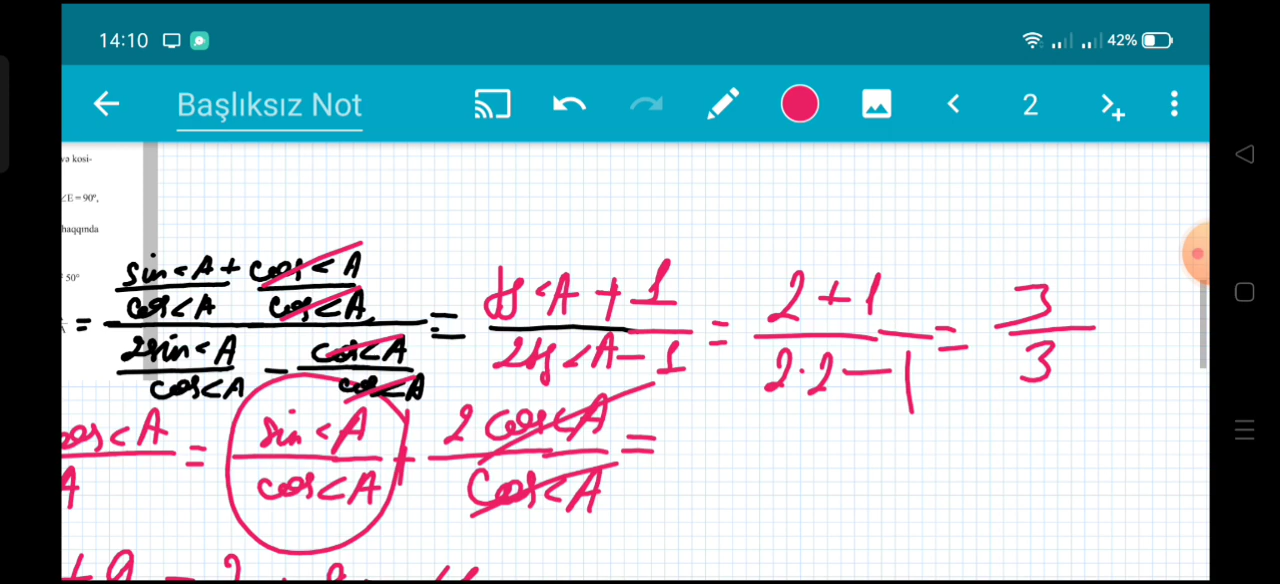 14:10 42%
Başlıksız Not 2
və kosi-
∠E = 90°,
haqqında
50°
= ((sin<A)/(cos<A) + (cos<A)/(cos<A)) / ((2sin<A)/(cos<A) - (cos<A)/(cos<A)) = (tg<A + 1)/(2tg<A - 1) = (2+1)/(2·2-1) = 3/3
cos<A/A = (sin<A)/(cos<A) + (2cos<A)/(cos<A) =